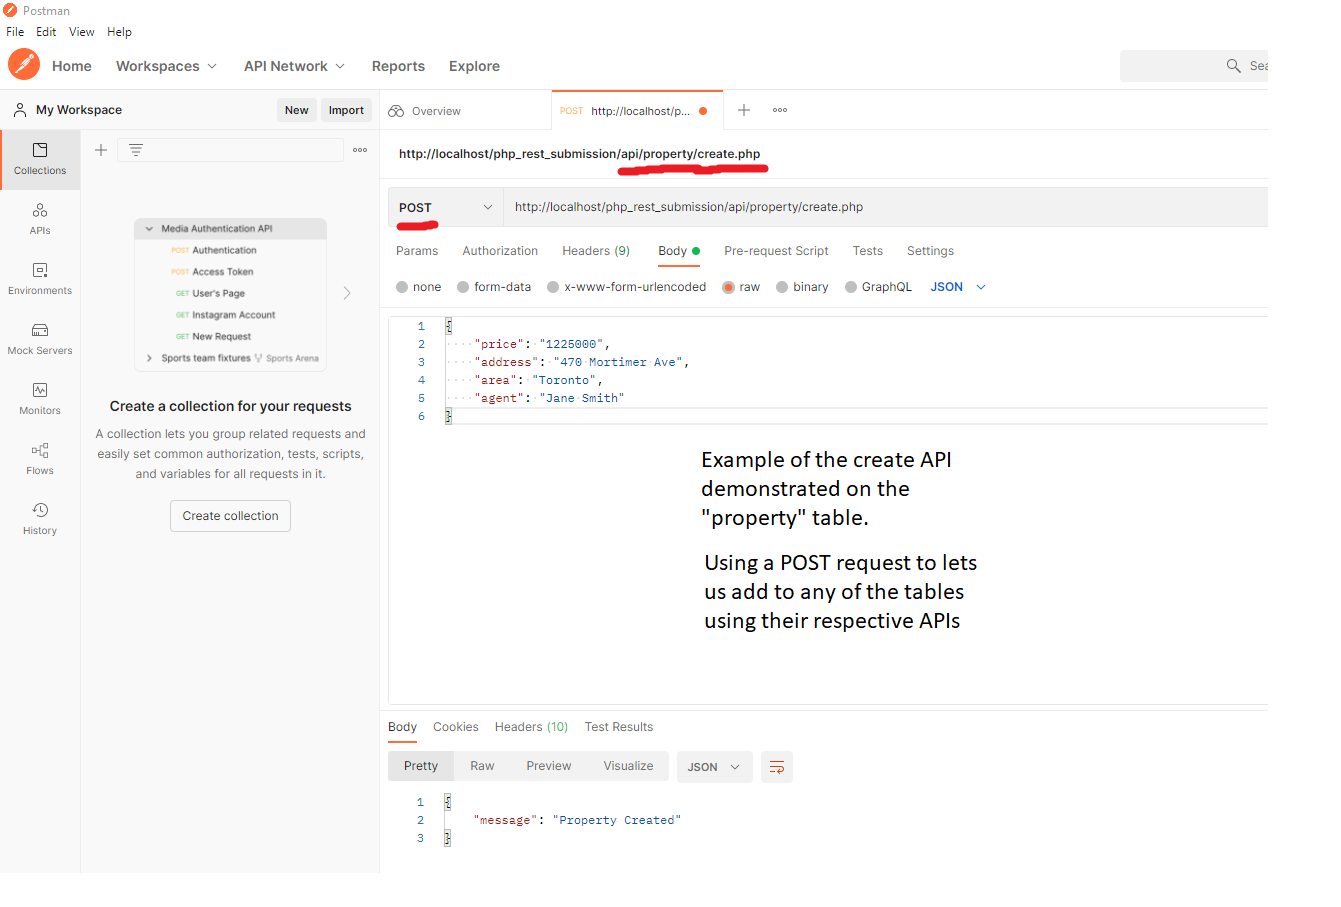 Postman
File Edit View Help
Home Workspaces API Network Reports Explore
My Workspace New Import
Overview POST http://localhost/p...
Collections
APIs
Environments
Mock Servers
Monitors
Flows
History
Media Authentication API
POST Authentication
POST Access Token
GET User's Page
GET Instagram Account
GET New Request
Sports team fixtures Sports Arena
Create a collection for your requests
A collection lets you group related requests and
easily set common authorization, tests, scripts,
and variables for all requests in it.
Create collection
http://localhost/php_rest_submission/api/property/create.php
POST http://localhost/php_rest_submission/api/property/create.php
Params Authorization Headers (9) Body Pre-request Script Tests Settings
none form-data x-www-form-urlencoded raw binary GraphQL JSON
1 {
2 "price": "1225000",
3 "address": "470 Mortimer Ave",
4 "area": "Toronto",
5 "agent": "Jane Smith"
6 }
Example of the create API
demonstrated on the
"property" table.
Using a POST request to lets
us add to any of the tables
using their respective APIs
Body Cookies Headers (10) Test Results
Pretty Raw Preview Visualize JSON
1 {
2 "message": "Property Created"
3 }